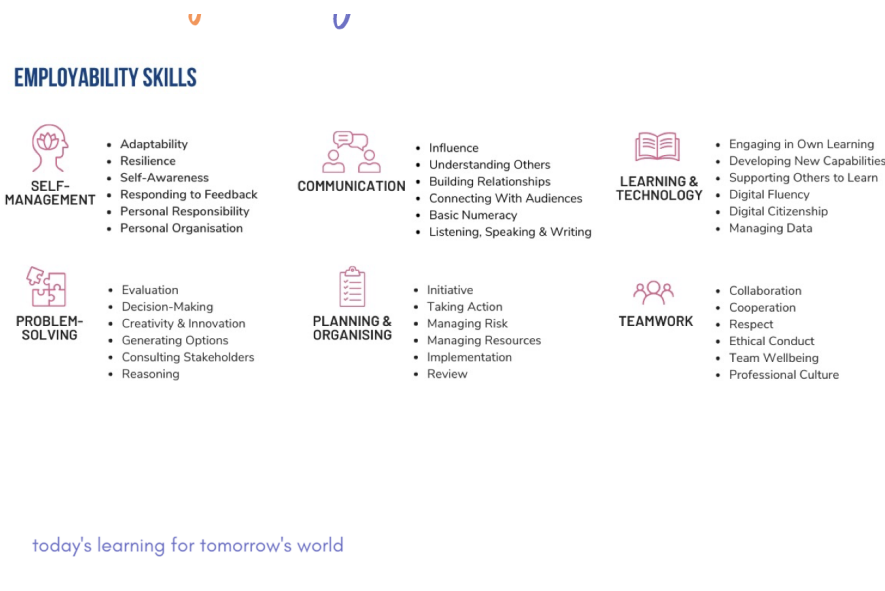 EMPLOYABILITY SKILLS
SELF-
MANAGEMENT
• Adaptability
• Resilience
• Self-Awareness
• Responding to Feedback
• Personal Responsibility
• Personal Organisation
COMMUNICATION
• Influence
• Understanding Others
• Building Relationships
• Connecting With Audiences
• Basic Numeracy
• Listening, Speaking & Writing
LEARNING &
TECHNOLOGY
• Engaging in Own Learning
• Developing New Capabilities
• Supporting Others to Learn
• Digital Fluency
• Digital Citizenship
• Managing Data
PROBLEM-
SOLVING
• Evaluation
• Decision-Making
• Creativity & Innovation
• Generating Options
• Consulting Stakeholders
• Reasoning
PLANNING &
ORGANISING
• Initiative
• Taking Action
• Managing Risk
• Managing Resources
• Implementation
• Review
TEAMWORK
• Collaboration
• Cooperation
• Respect
• Ethical Conduct
• Team Wellbeing
• Professional Culture
today's learning for tomorrow's world